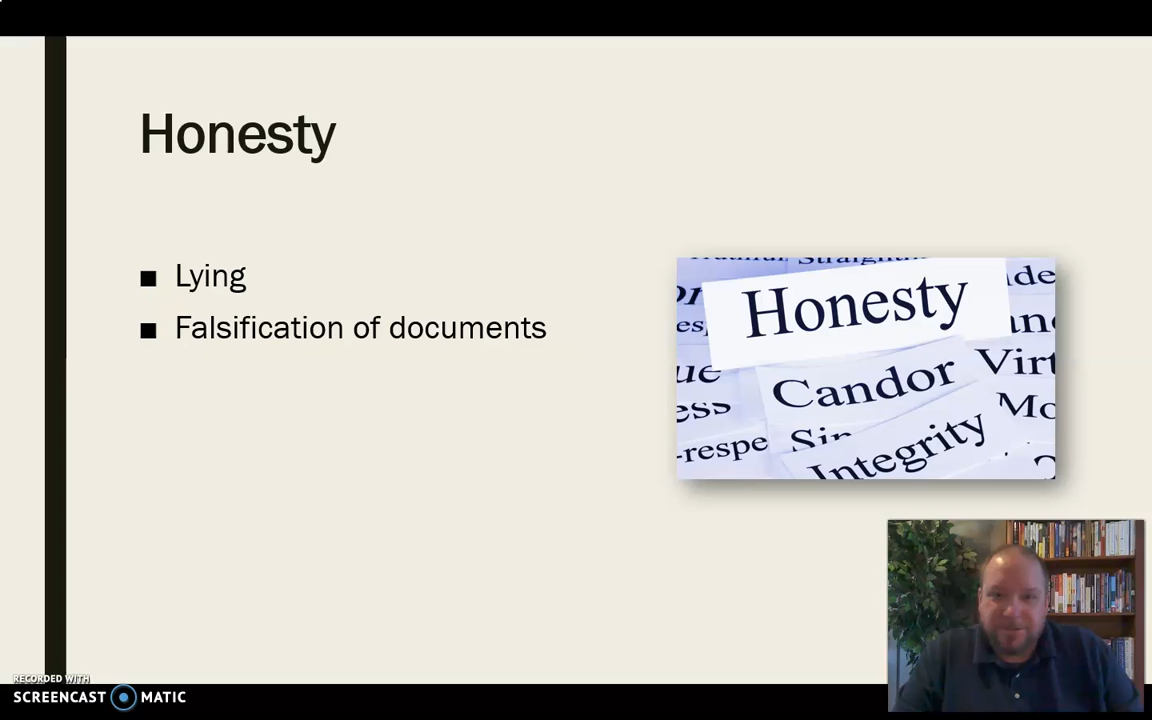 Honesty
■ Lying
■ Falsification of documents
Honesty
Candor
Integrity
RECORDED WITH
SCREENCAST MATIC